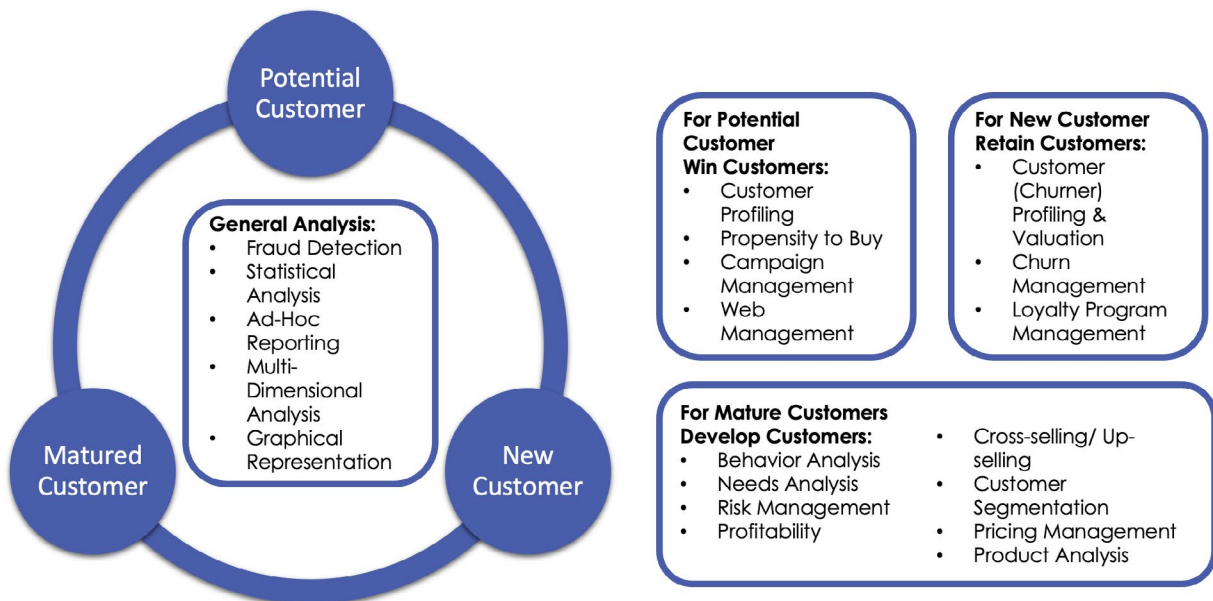 Potential
Customer
General Analysis:
• Fraud Detection
• Statistical
Analysis
• Ad-Hoc
Reporting
• Multi-
Dimensional
Analysis
• Graphical
Representation
Matured
Customer
New
Customer
For Potential
Customer
Win Customers:
• Customer
Profiling
• Propensity to Buy
• Campaign
Management
• Web
Management
For New Customer
Retain Customers:
• Customer
(Churner)
Profiling &
Valuation
• Churn
Management
• Loyalty Program
Management
For Mature Customers
Develop Customers:
• Behavior Analysis
• Needs Analysis
• Risk Management
• Profitability
• Cross-selling/ Up-
selling
• Customer
Segmentation
• Pricing Management
• Product Analysis